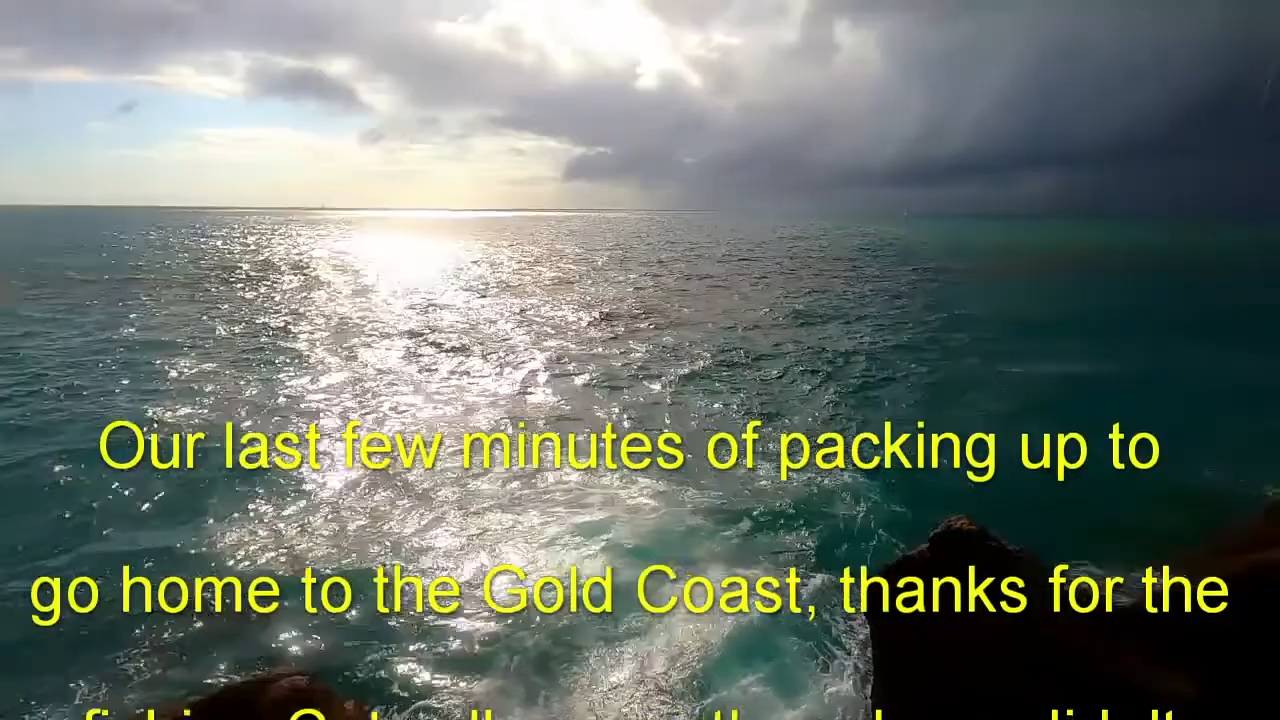 Our last few minutes of packing up to
go home to the Gold Coast, thanks for the